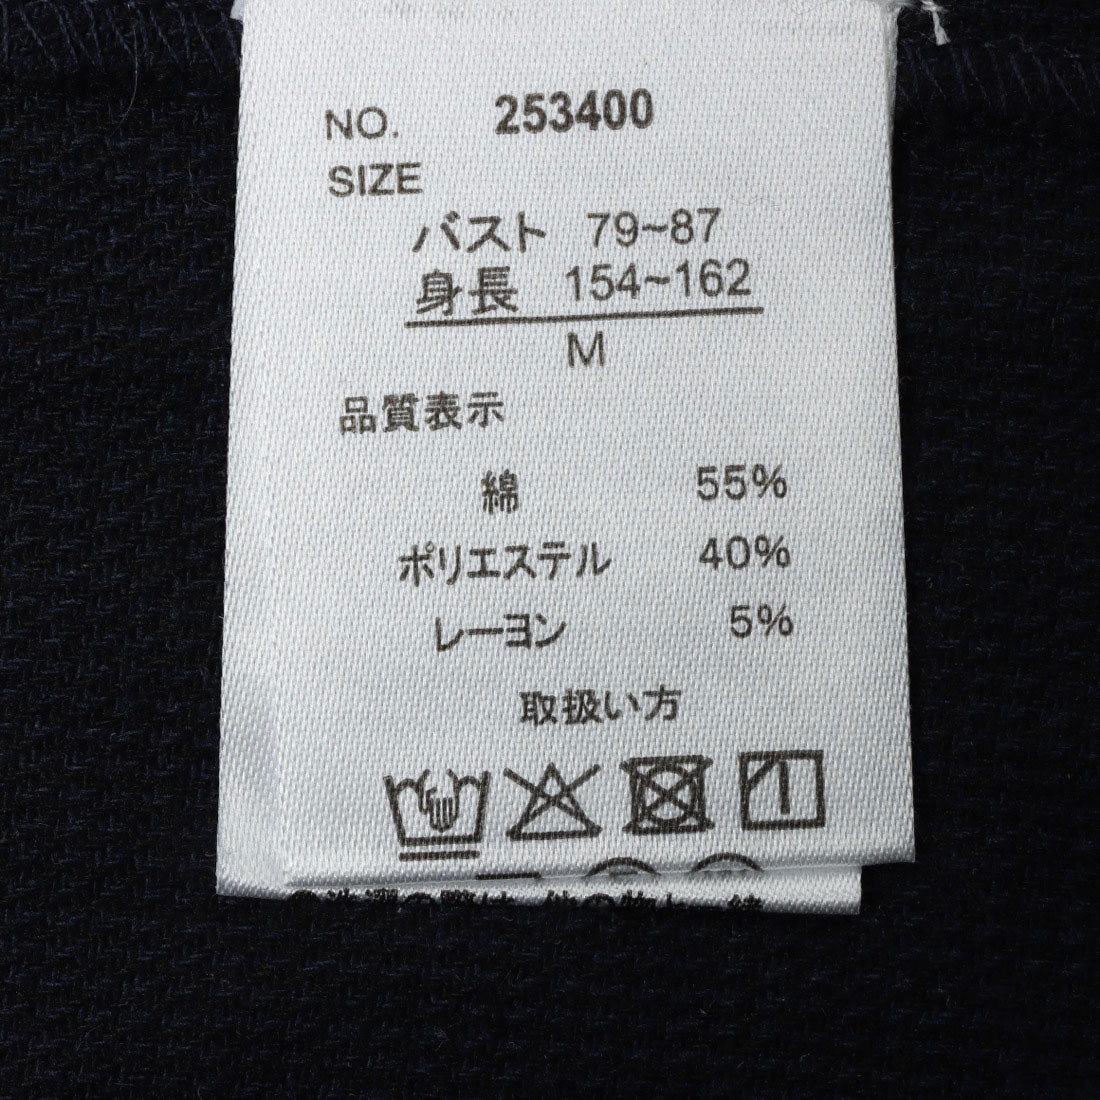 NO. 253400
SIZE
バスト 79~87
身長 154~162
M
品質表示
綿 55%
ポリエステル 40%
レーヨン 5%
取扱い方